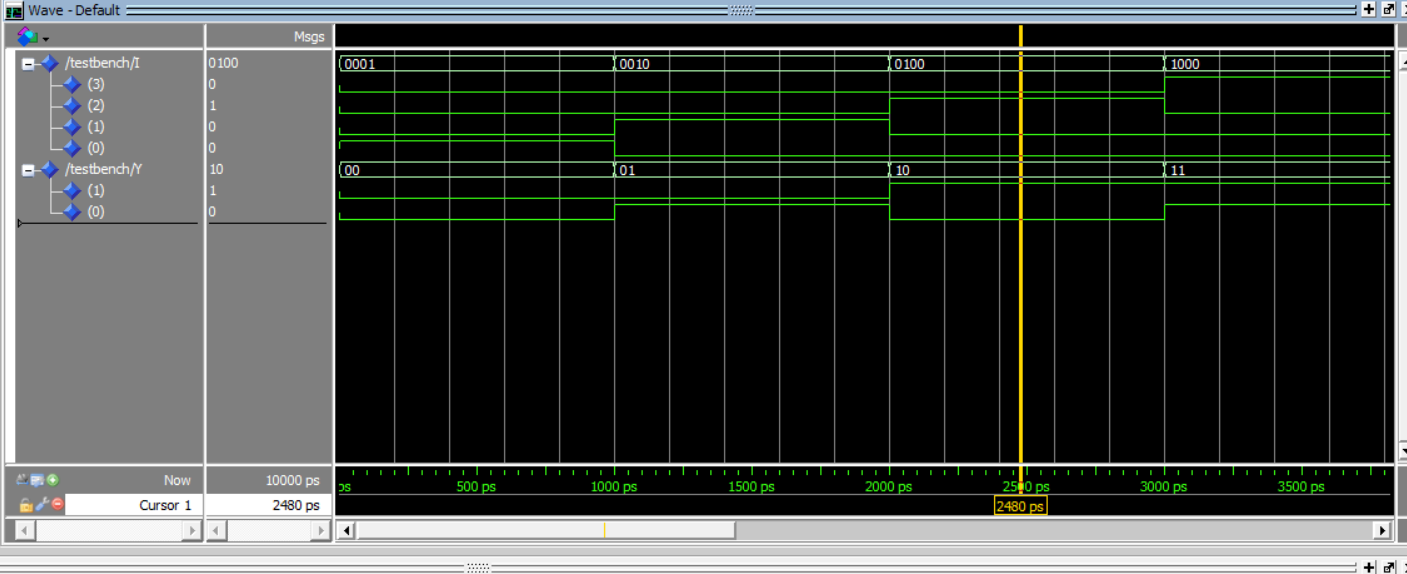 Wave - Default
Msgs
/testbench/I 0100 0001 0010 0100 1000
(3) 0
(2) 1
(1) 0
(0) 0
/testbench/Y 10 00 01 10 11
(1) 1
(0) 0
Now 10000 ps ps 500 ps 1000 ps 1500 ps 2000 ps 2500 ps 3000 ps 3500 ps
Cursor 1 2480 ps 2480 ps